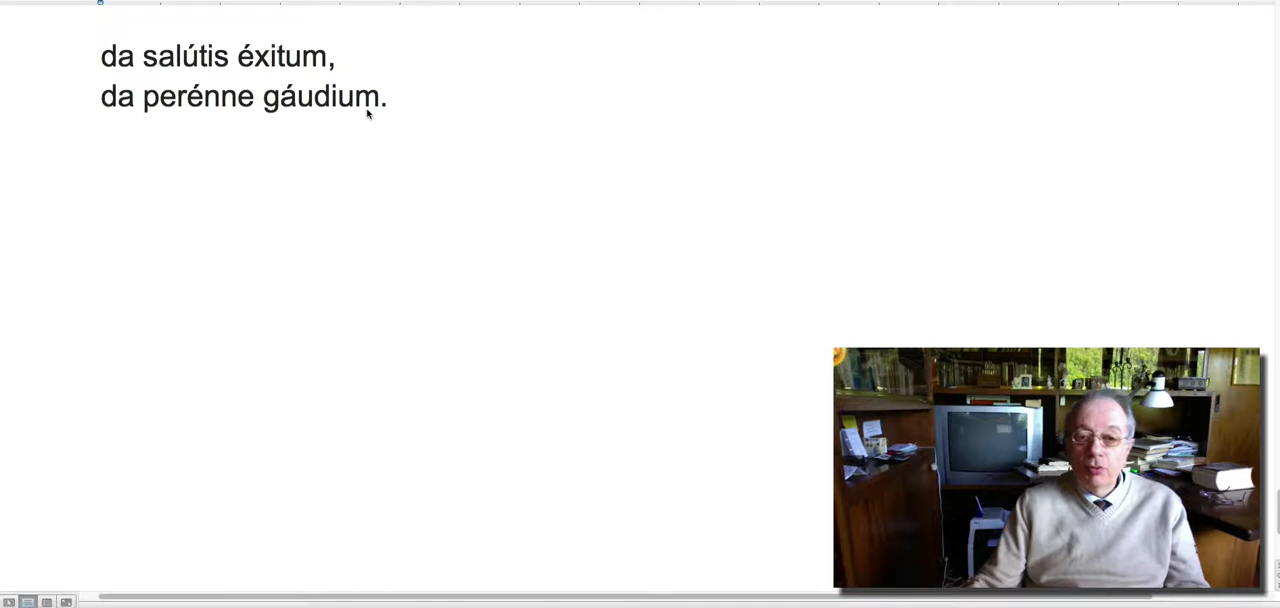 da salútis éxitum,
da perénne gáudium.